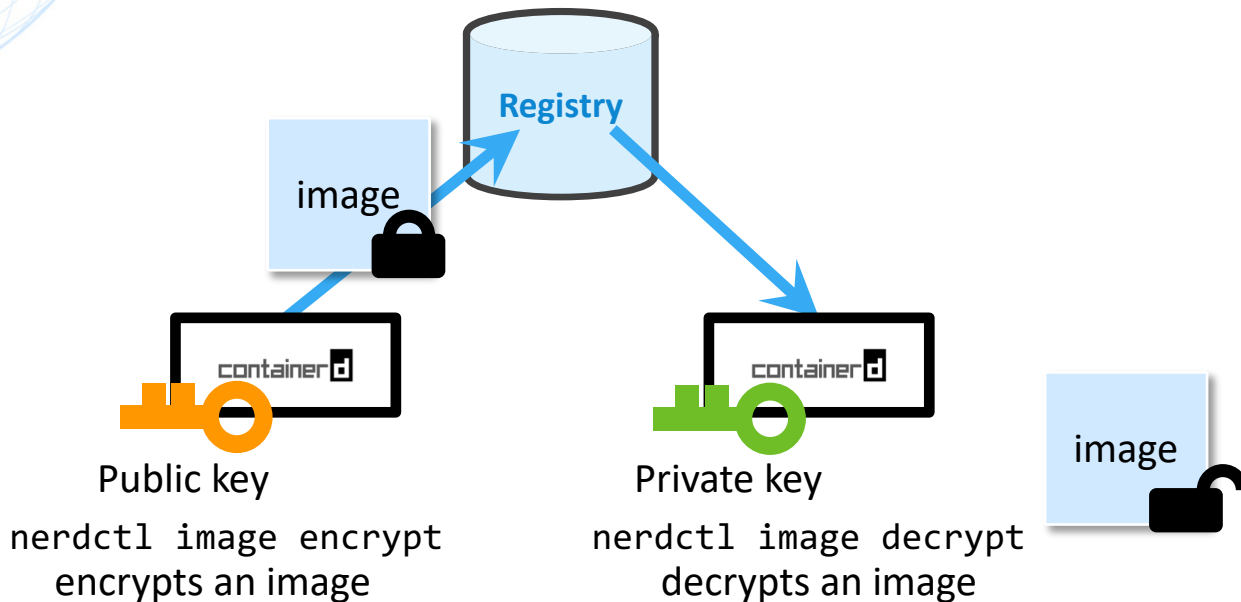 Registry
image
containerd
containerd
image
Public key
Private key
nerdctl image encrypt
nerdctl image decrypt
encrypts an image
decrypts an image